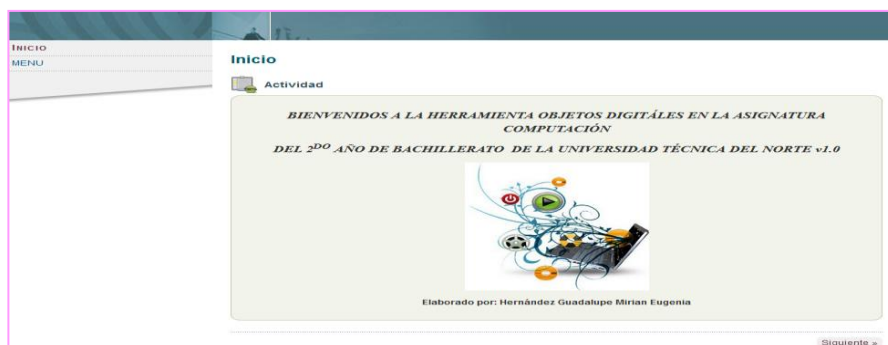 INICIO
MENU
Inicio
Actividad
BIENVENIDOS A LA HERRAMIENTA OBJETOS DIGITÁLES EN LA ASIGNATURA
COMPUTACIÓN
DEL 2DO AÑO DE BACHILLERATO DE LA UNIVERSIDAD TÉCNICA DEL NORTE v1.0
Elaborado por: Hernández Guadalupe Mirian Eugenia
Siguiente »